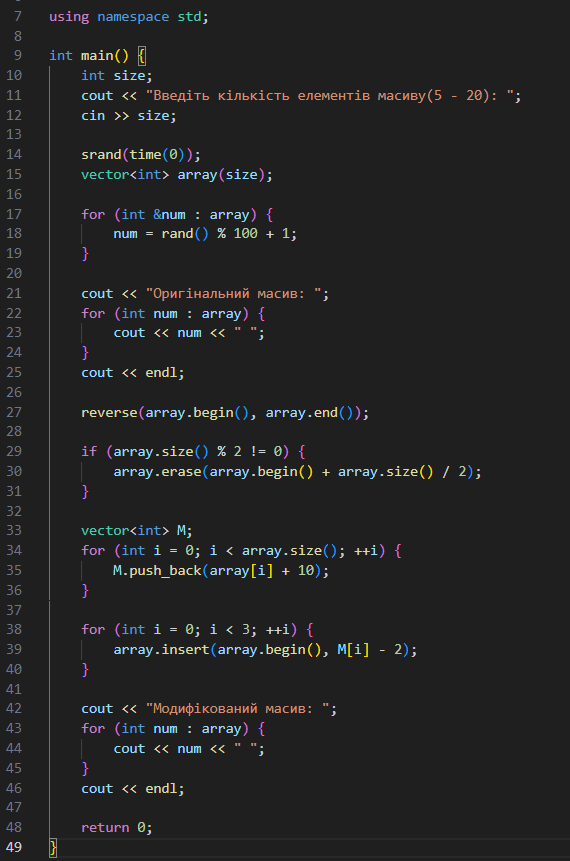 7 using namespace std;
8
9 int main() {
10     int size;
11     cout << "Введіть кількість елементів масиву(5 - 20): ";
12     cin >> size;
13
14     srand(time(0));
15     vector<int> array(size);
16
17     for (int &num : array) {
18         num = rand() % 100 + 1;
19     }
20
21     cout << "Оригінальний масив: ";
22     for (int num : array) {
23         cout << num << " ";
24     }
25     cout << endl;
26
27     reverse(array.begin(), array.end());
28
29     if (array.size() % 2 != 0) {
30         array.erase(array.begin() + array.size() / 2);
31     }
32
33     vector<int> M;
34     for (int i = 0; i < array.size(); ++i) {
35         M.push_back(array[i] + 10);
36     }
37
38     for (int i = 0; i < 3; ++i) {
39         array.insert(array.begin(), M[i] - 2);
40     }
41
42     cout << "Модифікований масив: ";
43     for (int num : array) {
44         cout << num << " ";
45     }
46     cout << endl;
47
48     return 0;
49 }